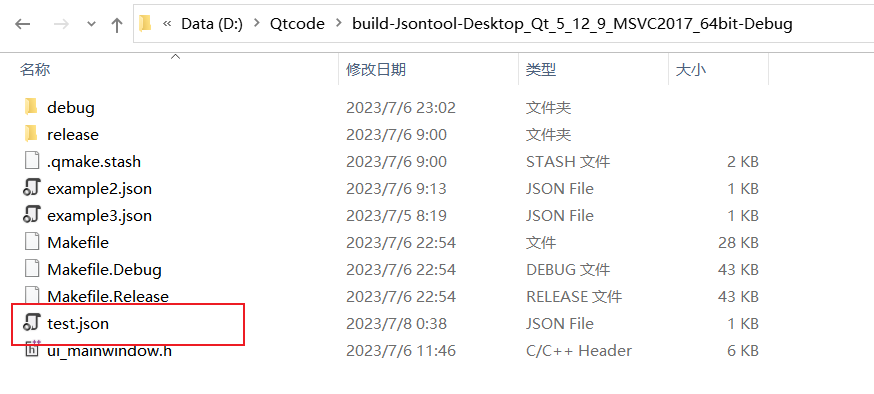 « Data (D:) > Qtcode > build-Jsontool-Desktop_Qt_5_12_9_MSVC2017_64bit-Debug
名称 修改日期 类型 大小
debug 2023/7/6 23:02 文件夹
release 2023/7/6 9:00 文件夹
.qmake.stash 2023/7/6 9:00 STASH 文件 2 KB
example2.json 2023/7/6 9:13 JSON File 1 KB
example3.json 2023/7/5 8:19 JSON File 1 KB
Makefile 2023/7/6 22:54 文件 28 KB
Makefile.Debug 2023/7/6 22:54 DEBUG 文件 43 KB
Makefile.Release 2023/7/6 22:54 RELEASE 文件 43 KB
test.json 2023/7/8 0:38 JSON File 1 KB
ui_mainwindow.h 2023/7/6 11:46 C/C++ Header 6 KB